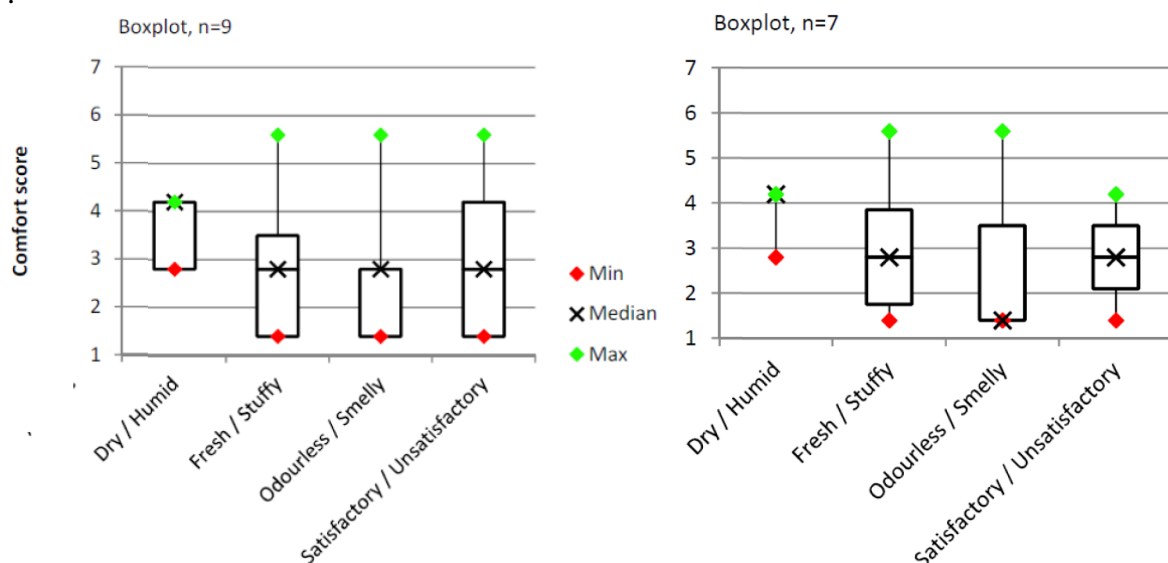 Boxplot, n=9
Comfort score
7
6
5
4
3
2
1
Dry / Humid
Fresh / Stuffy
Odourless / Smelly
Satisfactory / Unsatisfactory
Min
Median
Max
Boxplot, n=7
7
6
5
4
3
2
1
Dry / Humid
Fresh / Stuffy
Odourless / Smelly
Satisfactory / Unsatisfactory